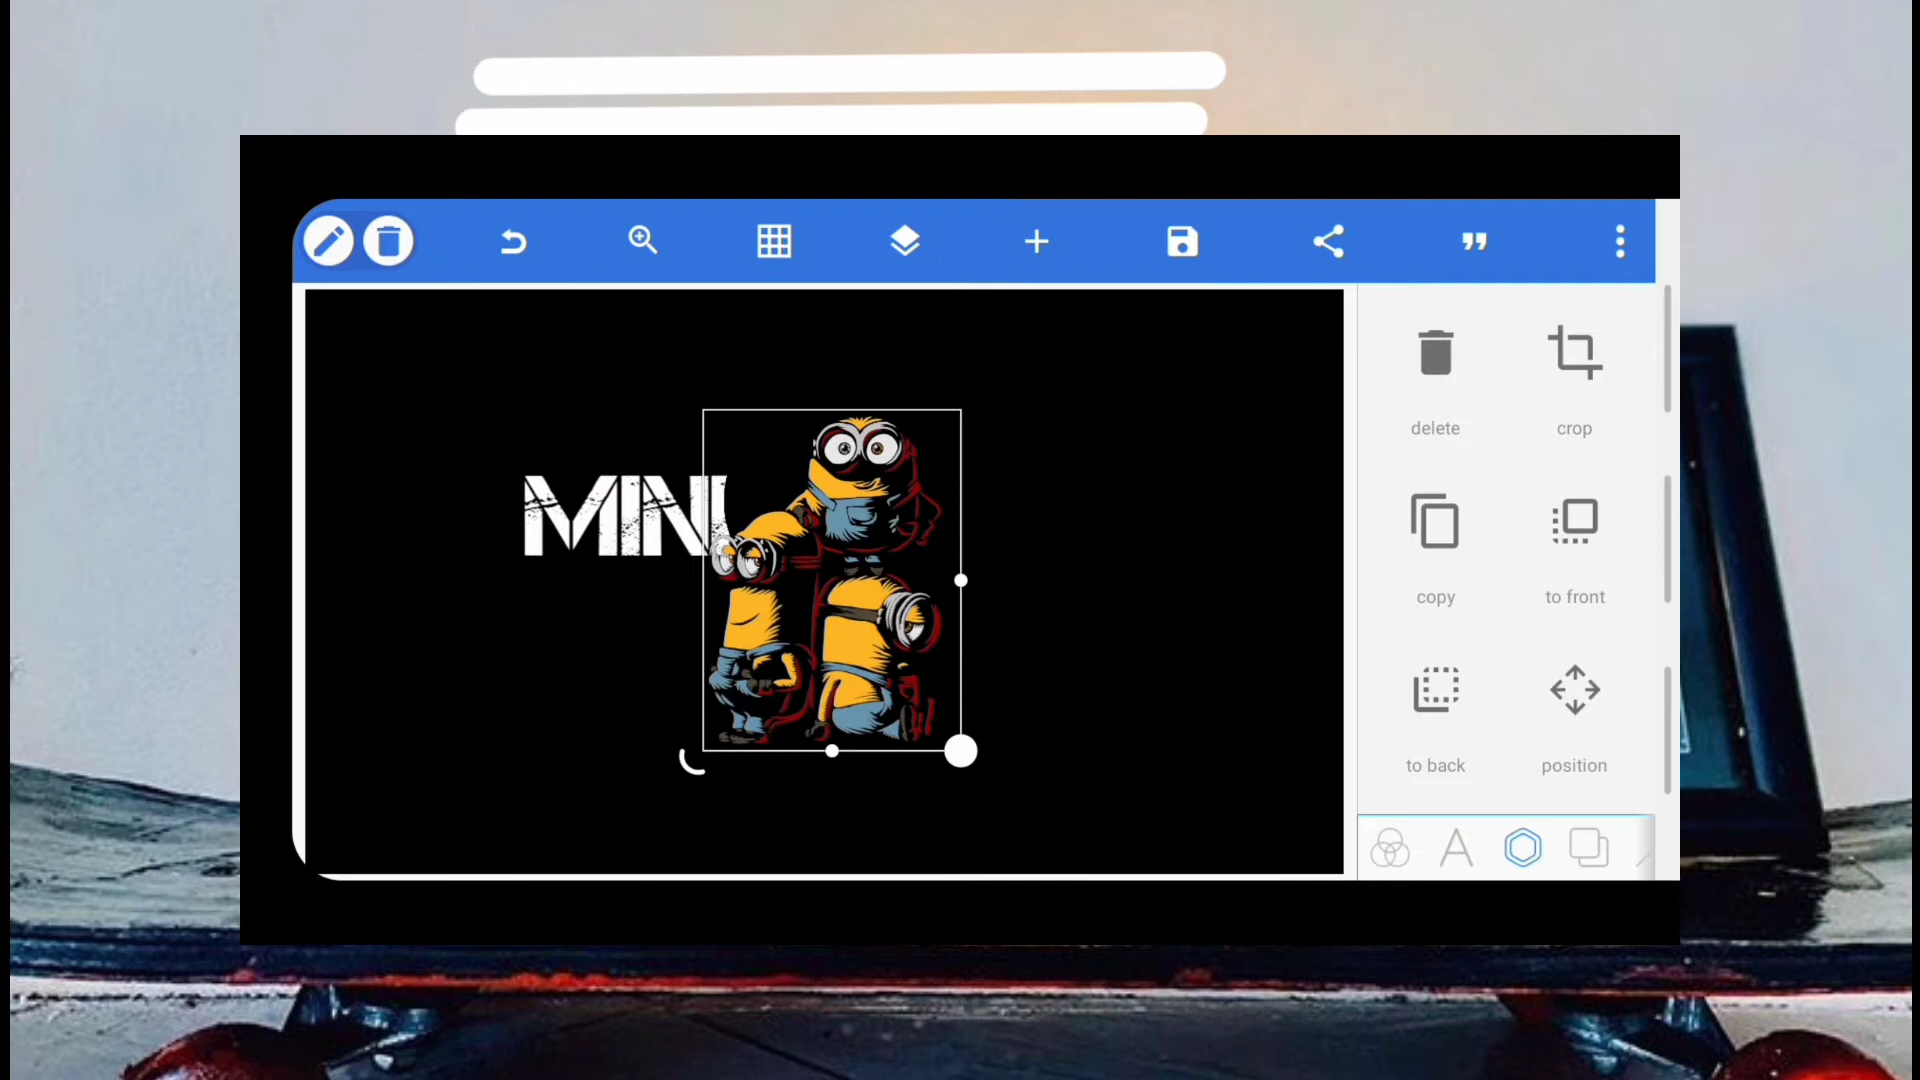 MINI
delete
crop
copy
to front
to back
position